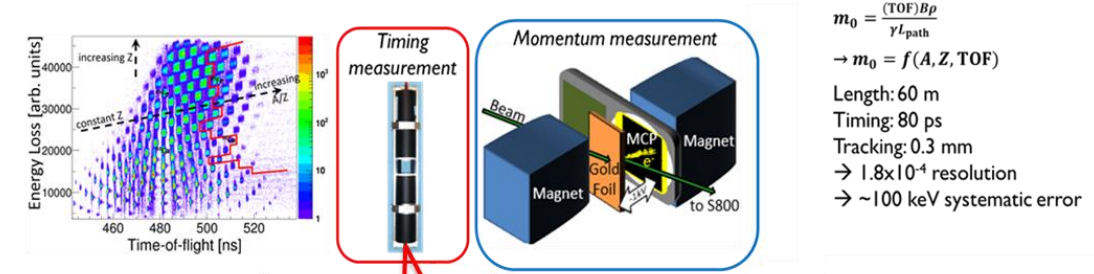 Energy Loss [arb. units]
40000
30000
20000
10000
increasing Z
constant Z
increasing
A/Z
460 480 500 520
Time-of-flight [ns]
10³
10²
10
1
Timing
measurement
Momentum measurement
Beam
Magnet
Gold
Foil
MCP
e⁻
-1kV
Magnet
to S800
m₀ = (TOF)Bρ / γLpath
→ m₀ = f(A, Z, TOF)
Length: 60 m
Timing: 80 ps
Tracking: 0.3 mm
→ 1.8x10⁻⁴ resolution
→ ~100 keV systematic error